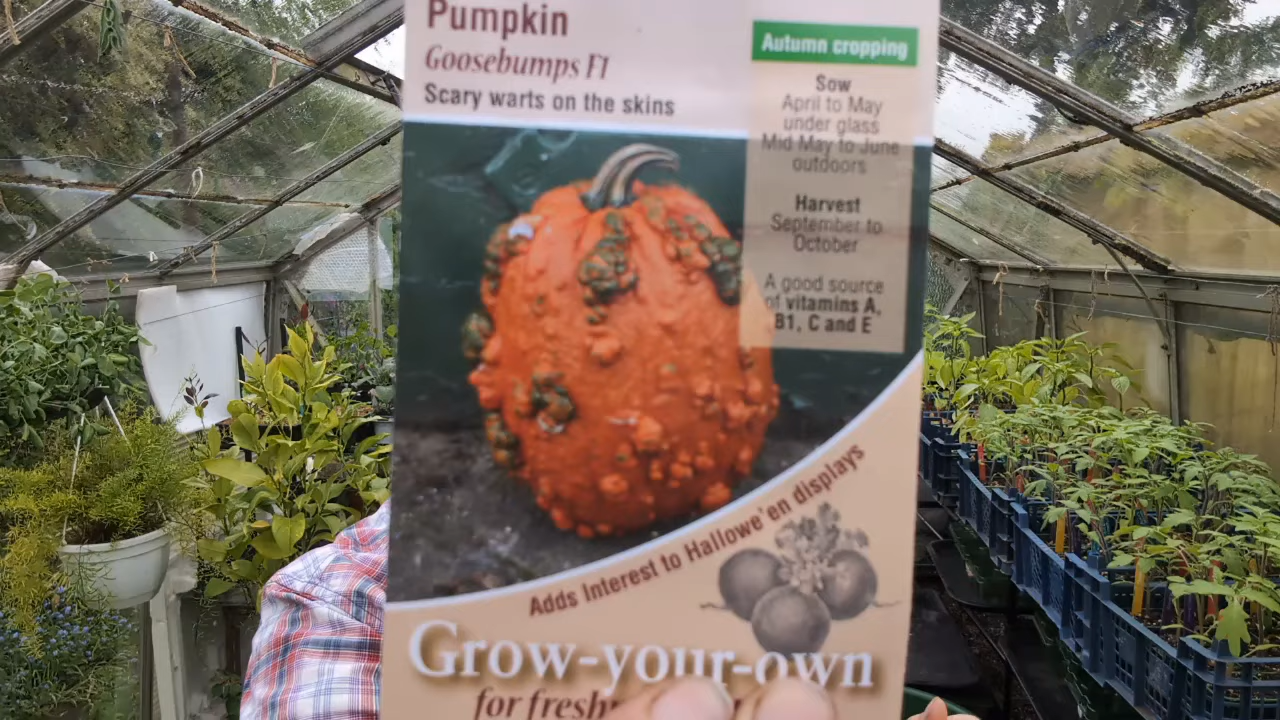 Pumpkin
Goosebumps F1
Scary warts on the skins
Autumn cropping
Sow
April to May
under glass
Mid May to June
outdoors
Harvest
September to
October
A good source
of vitamins A,
B1, C and E
Adds Interest to Hallowe'en displays
Grow-your-own
for fresh